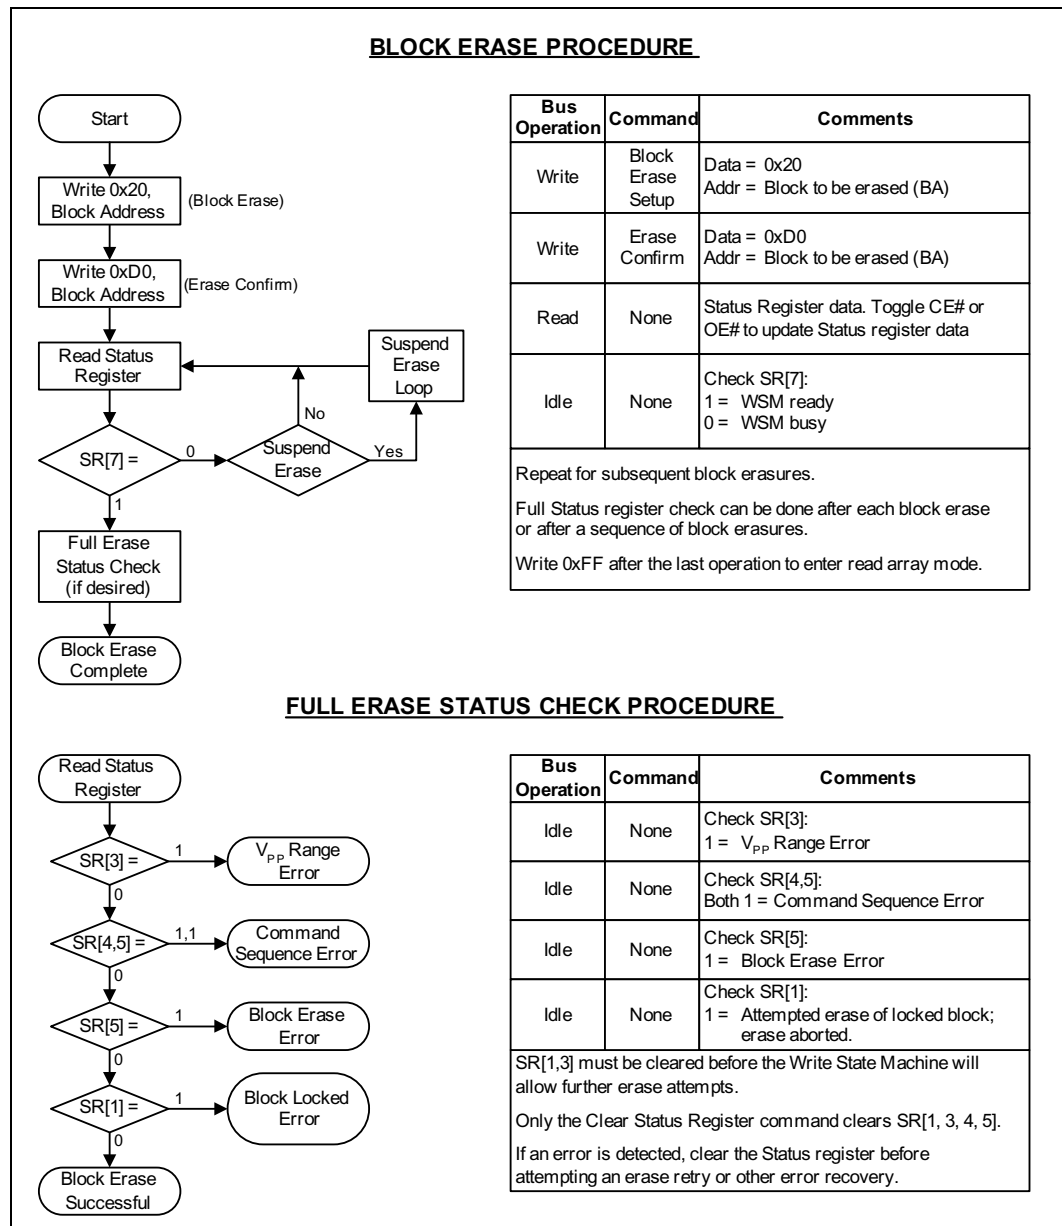 BLOCK ERASE PROCEDURE
Start
Write 0x20,
Block Address
(Block Erase)
Write 0xD0,
Block Address
(Erase Confirm)
Read Status
Register
Suspend
Erase
Loop
No
SR[7] =
0
Suspend
Erase
Yes
1
Full Erase
Status Check
(if desired)
Block Erase
Complete
Bus
Operation
Command
Comments
Write
Block
Erase
Setup
Data = 0x20
Addr = Block to be erased (BA)
Write
Erase
Confirm
Data = 0xD0
Addr = Block to be erased (BA)
Read
None
Status Register data. Toggle CE# or
OE# to update Status register data
Idle
None
Check SR[7]:
1 = WSM ready
0 = WSM busy
Repeat for subsequent block erasures.
Full Status register check can be done after each block erase
or after a sequence of block erasures.
Write 0xFF after the last operation to enter read array mode.
FULL ERASE STATUS CHECK PROCEDURE
Read Status
Register
SR[3] =
1
VPP Range
Error
0
SR[4,5] =
1,1
Command
Sequence Error
0
SR[5] =
1
Block Erase
Error
0
SR[1] =
1
Block Locked
Error
0
Block Erase
Successful
Bus
Operation
Command
Comments
Idle
None
Check SR[3]:
1 = VPP Range Error
Idle
None
Check SR[4,5]:
Both 1 = Command Sequence Error
Idle
None
Check SR[5]:
1 = Block Erase Error
Idle
None
Check SR[1]:
1 = Attempted erase of locked block;
erase aborted.
SR[1,3] must be cleared before the Write State Machine will
allow further erase attempts.
Only the Clear Status Register command clears SR[1, 3, 4, 5].
If an error is detected, clear the Status register before
attempting an erase retry or other error recovery.